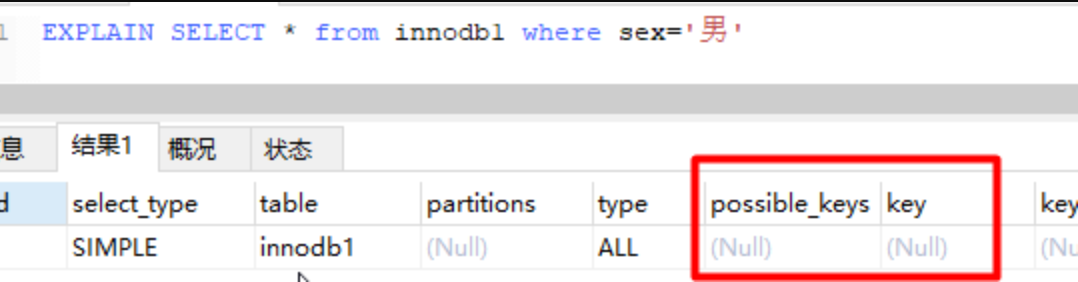 1 EXPLAIN SELECT * from innodb1 where sex='男'
息 结果1 概况 状态
d select_type table partitions type possible_keys key key
SIMPLE innodb1 (Null) ALL (Null) (Null) (Nu